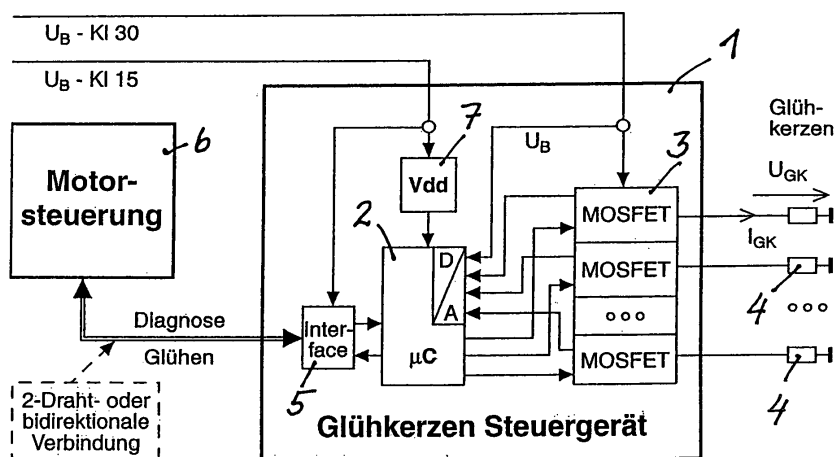 U_B - Kl 30
U_B - Kl 15
1
Glüh-
kerzen
6
7
3
U_B
U_GK
Motor-
steuerung
Vdd
2
MOSFET
I_GK
D
A
MOSFET
4
ooo
ooo
Diagnose
Glühen
Inter-
face
µC
MOSFET
5
4
2-Draht- oder
bidirektionale
Verbindung
Glühkerzen Steuergerät